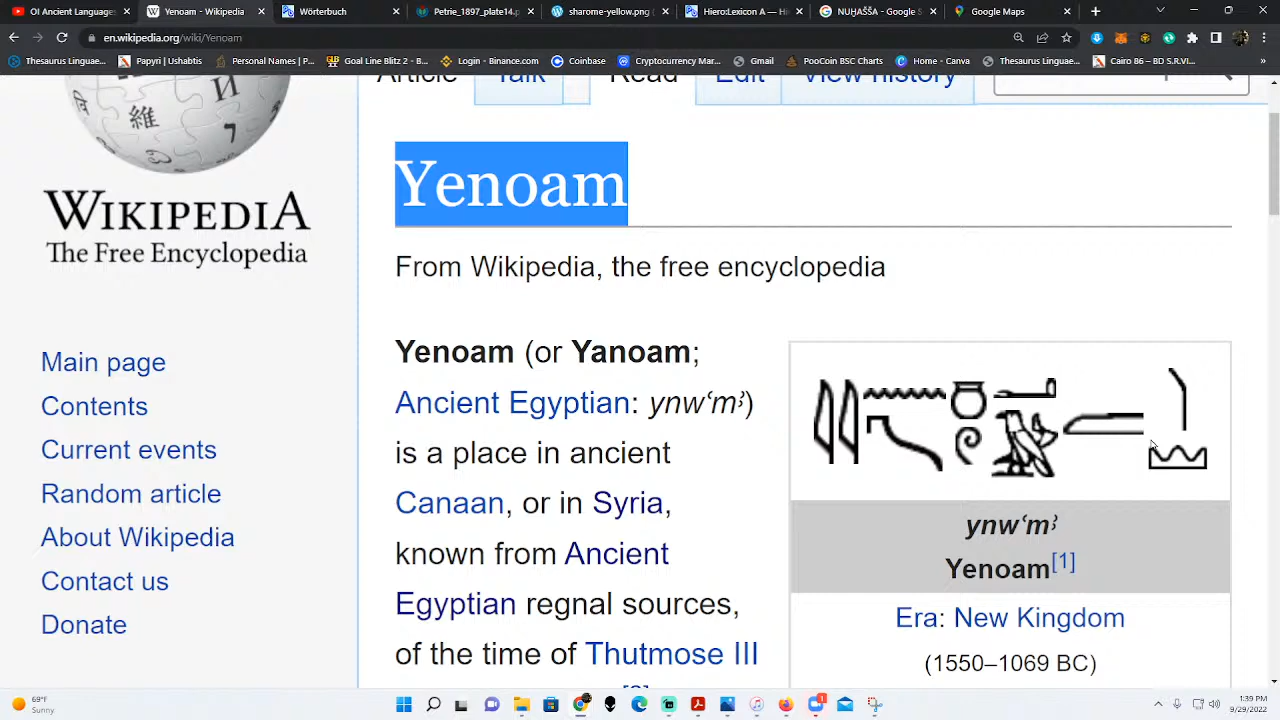 Ol Ancient Languages
Yenoam - Wikipedia
Wörterbuch
Petrie_1897_plate14.p
sharome-yellow.png (
HieroLexicon A — Hi
NUḪAŠŠA - Google S
Google Maps
en.wikipedia.org/wiki/Yenoam
Thesaurus Linguae...
Papyri | Ushabtis
Personal Names | P...
Goal Line Blitz 2 - B...
Login - Binance.com
Coinbase
Cryptocurrency Mar...
Gmail
PooCoin BSC Charts
Home - Canva
Thesaurus Lingua...
Cairo 86 – BD S.R.VI...
Article
Talk
Read
Edit
View history
WIKIPEDIA
The Free Encyclopedia
Main page
Contents
Current events
Random article
About Wikipedia
Contact us
Donate
Yenoam
From Wikipedia, the free encyclopedia
Yenoam (or Yanoam;
Ancient Egyptian: ynwꜥmꜣ)
is a place in ancient
Canaan, or in Syria,
known from Ancient
Egyptian regnal sources,
of the time of Thutmose III
ynwꜥmꜣ
Yenoam[1]
Era: New Kingdom
(1550–1069 BC)
69°F
Sunny
1
1:39 PM
9/29/2022